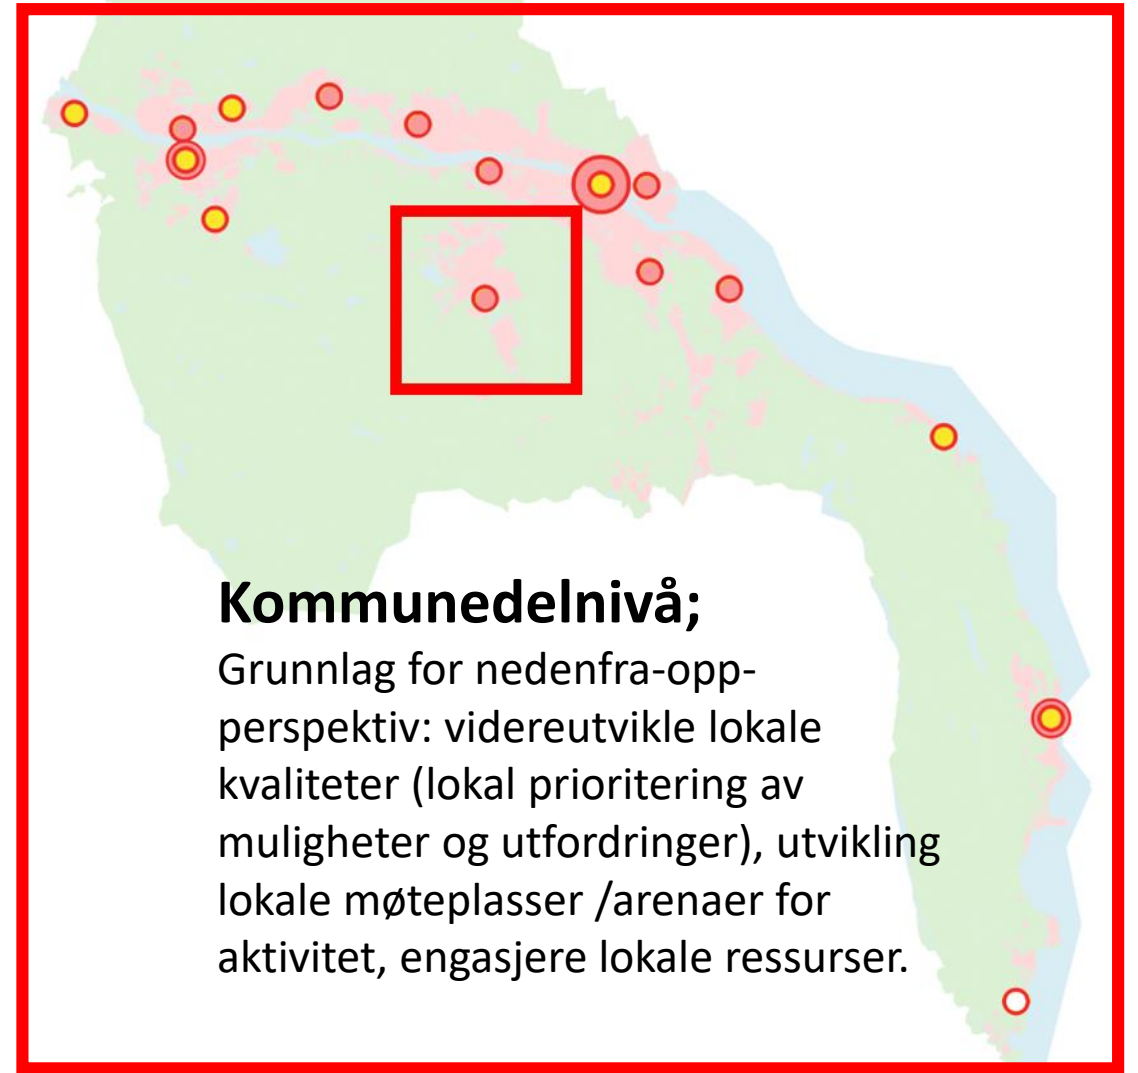 Kommunedelnivå;
Grunnlag for nedenfra-opp-
perspektiv: videreutvikle lokale
kvaliteter (lokal prioritering av
muligheter og utfordringer), utvikling
lokale møteplasser /arenaer for
aktivitet, engasjere lokale ressurser.